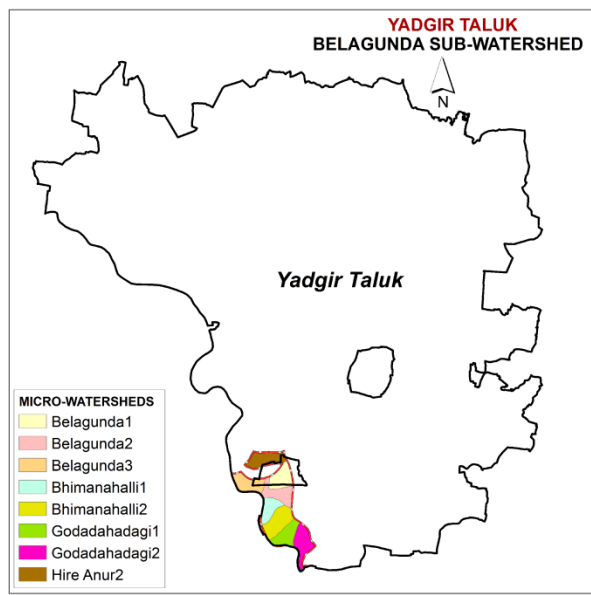 YADGIR TALUK
BELAGUNDA SUB-WATERSHED
N
Yadgir Taluk
MICRO-WATERSHEDS
Belagunda1
Belagunda2
Belagunda3
Bhimanahalli1
Bhimanahalli2
Godadahadagi1
Godadahadagi2
Hire Anur2